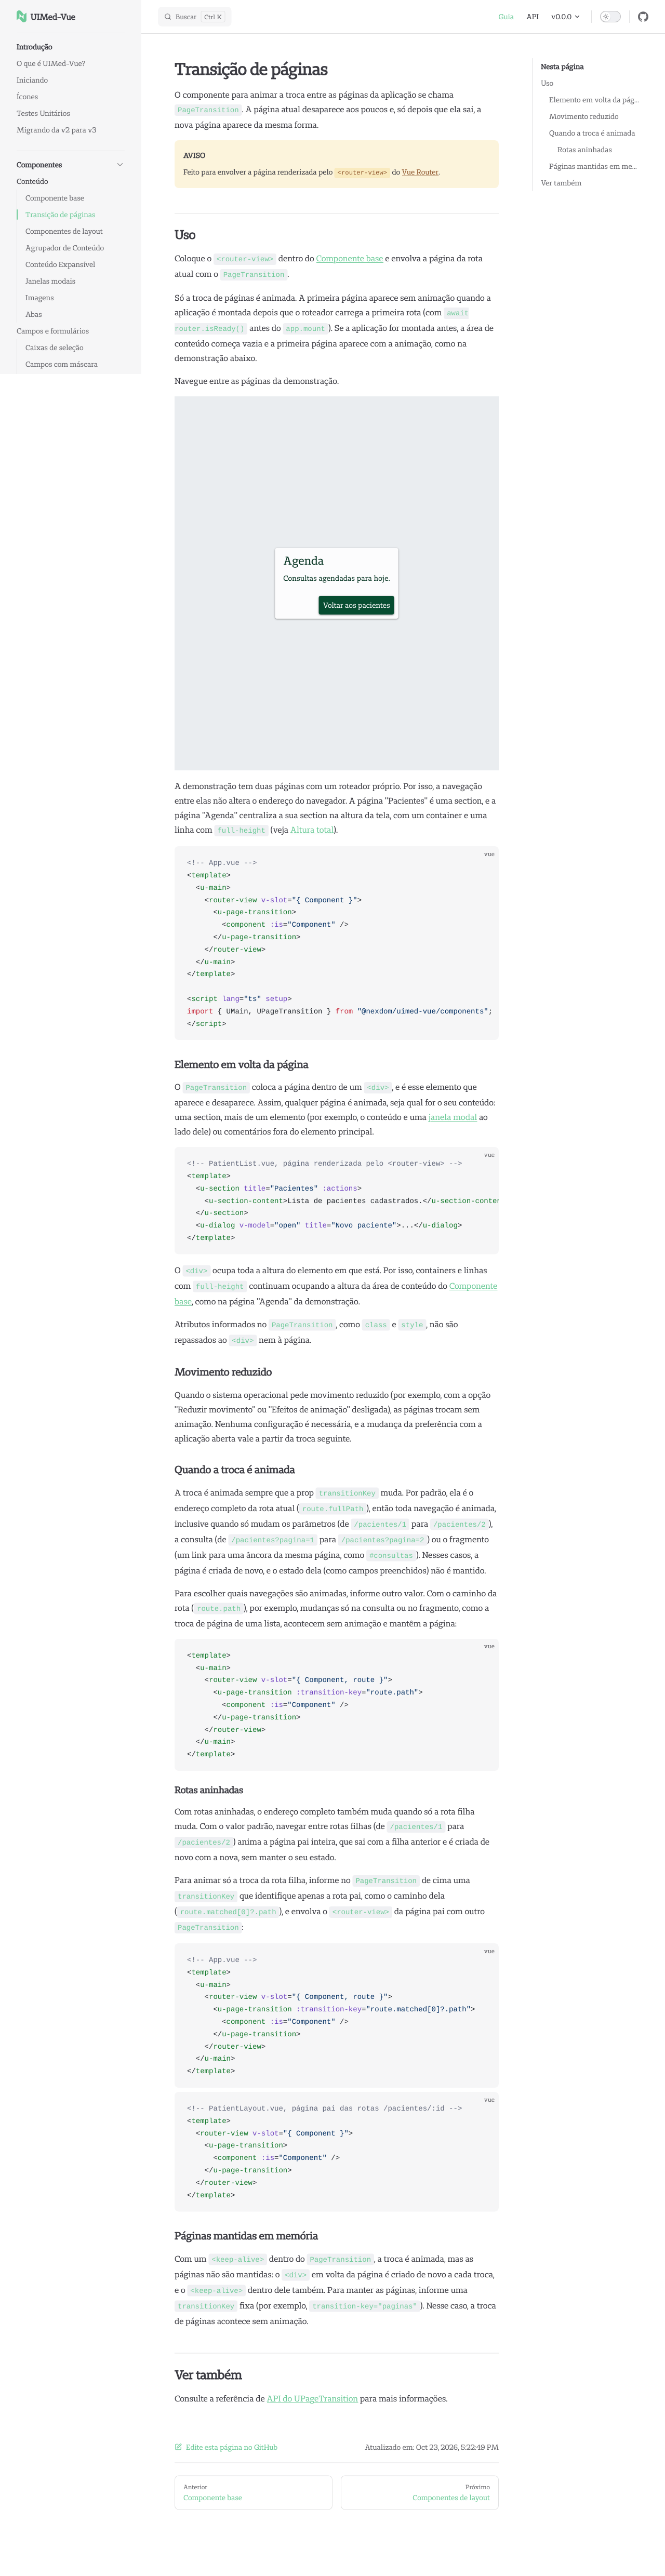 UIMed-Vue
Buscar Ctrl K
Guia API v0.0.0
Introdução
O que é UIMed-Vue?
Iniciando
Ícones
Testes Unitários
Migrando da v2 para v3
Componentes
Conteúdo
Componente base
Transição de páginas
Componentes de layout
Agrupador de Conteúdo
Conteúdo Expansível
Janelas modais
Imagens
Abas
Campos e formulários
Caixas de seleção
Campos com máscara
Nesta página
Uso
Elemento em volta da pág...
Movimento reduzido
Quando a troca é animada
Rotas aninhadas
Páginas mantidas em me...
Ver também
Transição de páginas
O componente para animar a troca entre as páginas da aplicação se chama
PageTransition. A página atual desaparece aos poucos e, só depois que ela sai, a
nova página aparece da mesma forma.
AVISO
Feito para envolver a página renderizada pelo <router-view> do Vue Router.
Uso
Coloque o <router-view> dentro do Componente base e envolva a página da rota
atual com o PageTransition.
Só a troca de páginas é animada. A primeira página aparece sem animação quando a
aplicação é montada depois que o roteador carrega a primeira rota (com await
router.isReady() antes do app.mount). Se a aplicação for montada antes, a área de
conteúdo começa vazia e a primeira página aparece com a animação, como na
demonstração abaixo.
Navegue entre as páginas da demonstração.
Agenda
Consultas agendadas para hoje.
Voltar aos pacientes
A demonstração tem duas páginas com um roteador próprio. Por isso, a navegação
entre elas não altera o endereço do navegador. A página "Pacientes" é uma section, e a
página "Agenda" centraliza a sua section na altura da tela, com um container e uma
linha com full-height (veja Altura total).
vue
<!-- App.vue -->
<template>
  <u-main>
    <router-view v-slot="{ Component }">
      <u-page-transition>
        <component :is="Component" />
      </u-page-transition>
    </router-view>
  </u-main>
</template>
<script lang="ts" setup>
import { UMain, UPageTransition } from "@nexdom/uimed-vue/components";
</script>
Elemento em volta da página
O PageTransition coloca a página dentro de um <div>, e é esse elemento que
aparece e desaparece. Assim, qualquer página é animada, seja qual for o seu conteúdo:
uma section, mais de um elemento (por exemplo, o conteúdo e uma janela modal ao
lado dele) ou comentários fora do elemento principal.
vue
<!-- PatientList.vue, página renderizada pelo <router-view> -->
<template>
  <u-section title="Pacientes" :actions>
    <u-section-content>Lista de pacientes cadastrados.</u-section-conten
  </u-section>
  <u-dialog v-model="open" title="Novo paciente">...</u-dialog>
</template>
O <div> ocupa toda a altura do elemento em que está. Por isso, containers e linhas
com full-height continuam ocupando a altura da área de conteúdo do Componente
base, como na página "Agenda" da demonstração.
Atributos informados no PageTransition, como class e style, não são
repassados ao <div> nem à página.
Movimento reduzido
Quando o sistema operacional pede movimento reduzido (por exemplo, com a opção
"Reduzir movimento" ou "Efeitos de animação" desligada), as páginas trocam sem
animação. Nenhuma configuração é necessária, e a mudança da preferência com a
aplicação aberta vale a partir da troca seguinte.
Quando a troca é animada
A troca é animada sempre que a prop transitionKey muda. Por padrão, ela é o
endereço completo da rota atual (route.fullPath), então toda navegação é animada,
inclusive quando só mudam os parâmetros (de /pacientes/1 para /pacientes/2),
a consulta (de /pacientes?pagina=1 para /pacientes?pagina=2) ou o fragmento
(um link para uma âncora da mesma página, como #consultas). Nesses casos, a
página é criada de novo, e o estado dela (como campos preenchidos) não é mantido.
Para escolher quais navegações são animadas, informe outro valor. Com o caminho da
rota (route.path), por exemplo, mudanças só na consulta ou no fragmento, como a
troca de página de uma lista, acontecem sem animação e mantêm a página:
vue
<template>
  <u-main>
    <router-view v-slot="{ Component, route }">
      <u-page-transition :transition-key="route.path">
        <component :is="Component" />
      </u-page-transition>
    </router-view>
  </u-main>
</template>
Rotas aninhadas
Com rotas aninhadas, o endereço completo também muda quando só a rota filha
muda. Com o valor padrão, navegar entre rotas filhas (de /pacientes/1 para
/pacientes/2) anima a página pai inteira, que sai com a filha anterior e é criada de
novo com a nova, sem manter o seu estado.
Para animar só a troca da rota filha, informe no PageTransition de cima uma
transitionKey que identifique apenas a rota pai, como o caminho dela
(route.matched[0]?.path), e envolva o <router-view> da página pai com outro
PageTransition:
vue
<!-- App.vue -->
<template>
  <u-main>
    <router-view v-slot="{ Component, route }">
      <u-page-transition :transition-key="route.matched[0]?.path">
        <component :is="Component" />
      </u-page-transition>
    </router-view>
  </u-main>
</template>
vue
<!-- PatientLayout.vue, página pai das rotas /pacientes/:id -->
<template>
  <router-view v-slot="{ Component }">
    <u-page-transition>
      <component :is="Component" />
    </u-page-transition>
  </router-view>
</template>
Páginas mantidas em memória
Com um <keep-alive> dentro do PageTransition, a troca é animada, mas as
páginas não são mantidas: o <div> em volta da página é criado de novo a cada troca,
e o <keep-alive> dentro dele também. Para manter as páginas, informe uma
transitionKey fixa (por exemplo, transition-key="paginas"). Nesse caso, a troca
de páginas acontece sem animação.
Ver também
Consulte a referência de API do UPageTransition para mais informações.
Edite esta página no GitHub
Atualizado em: Oct 23, 2026, 5:22:49 PM
Anterior
Componente base
Próximo
Componentes de layout